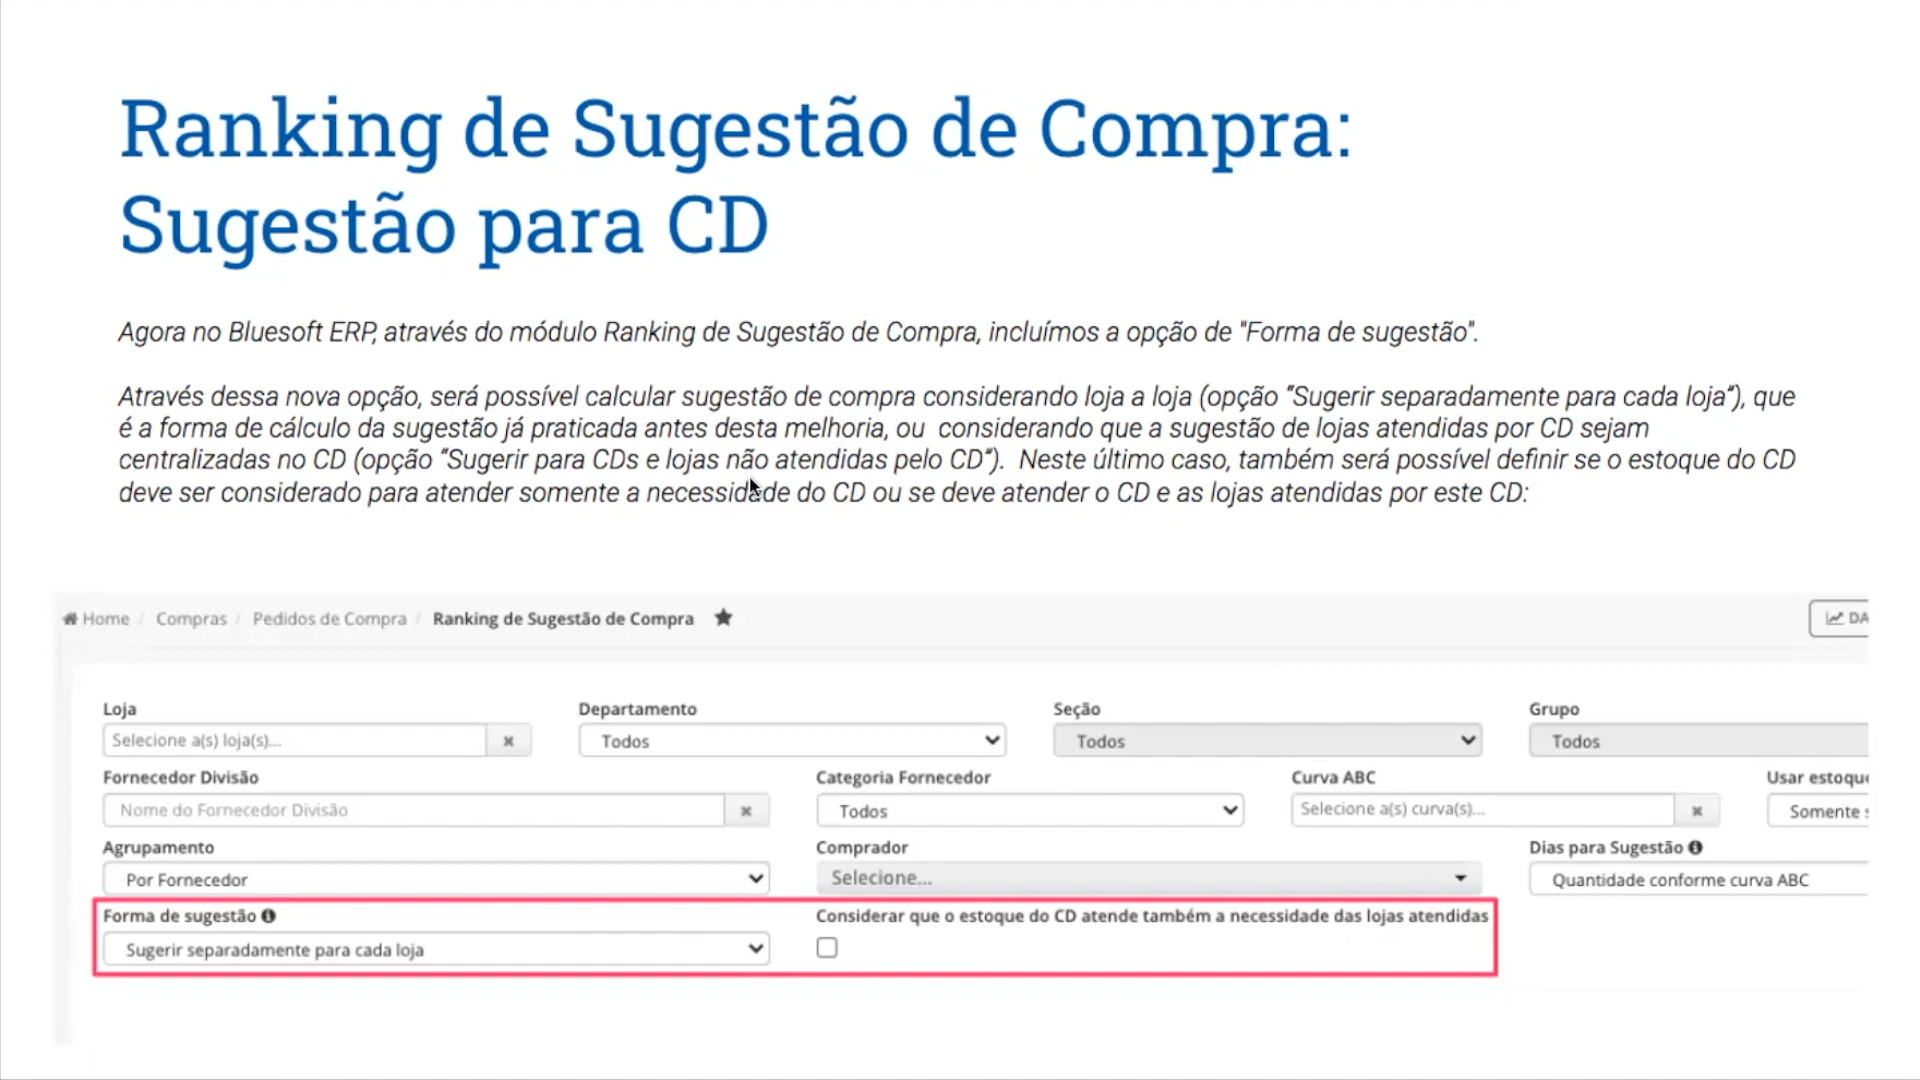 Ranking de Sugestão de Compra:
Sugestão para CD
Agora no Bluesoft ERP, através do módulo Ranking de Sugestão de Compra, incluímos a opção de "Forma de sugestão".
Através dessa nova opção, será possível calcular sugestão de compra considerando loja a loja (opção “Sugerir separadamente para cada loja”), que
é a forma de cálculo da sugestão já praticada antes desta melhoria, ou considerando que a sugestão de lojas atendidas por CD sejam
centralizadas no CD (opção “Sugerir para CDs e lojas não atendidas pelo CD”). Neste último caso, também será possível definir se o estoque do CD
deve ser considerado para atender somente a necessidade do CD ou se deve atender o CD e as lojas atendidas por este CD:
Home / Compras / Pedidos de Compra / Ranking de Sugestão de Compra ★ DA
Loja Departamento Seção Grupo
Selecione a(s) loja(s)... Todos Todos Todos
Fornecedor Divisão Categoria Fornecedor Curva ABC Usar estoque
Nome do Fornecedor Divisão Todos Selecione a(s) curva(s)... Somente s
Agrupamento Comprador Dias para Sugestão
Por Fornecedor Selecione... Quantidade conforme curva ABC
Forma de sugestão Considerar que o estoque do CD atende também a necessidade das lojas atendidas
Sugerir separadamente para cada loja